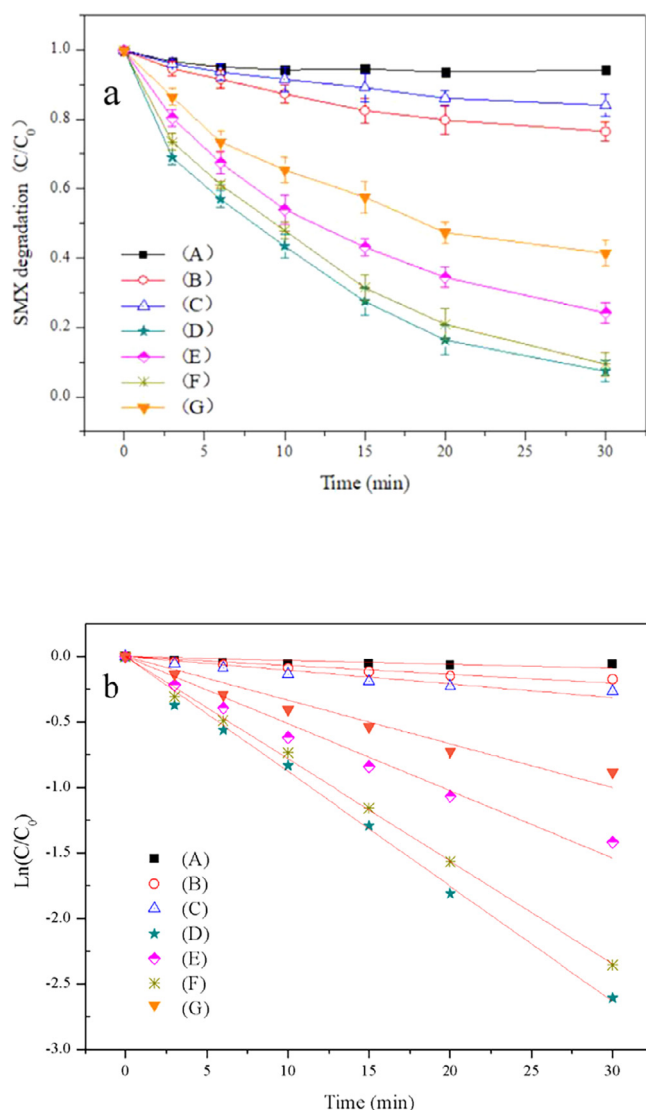 a
SMX degradation (C/C0)
1.0
0.8
0.6
0.4
0.2
0.0
(A)
(B)
(C)
(D)
(E)
(F)
(G)
0 5 10 15 20 25 30
Time (min)
b
Ln(C/C0)
0.0
-0.5
-1.0
-1.5
-2.0
-2.5
-3.0
(A)
(B)
(C)
(D)
(E)
(F)
(G)
0 5 10 15 20 25 30
Time (min)